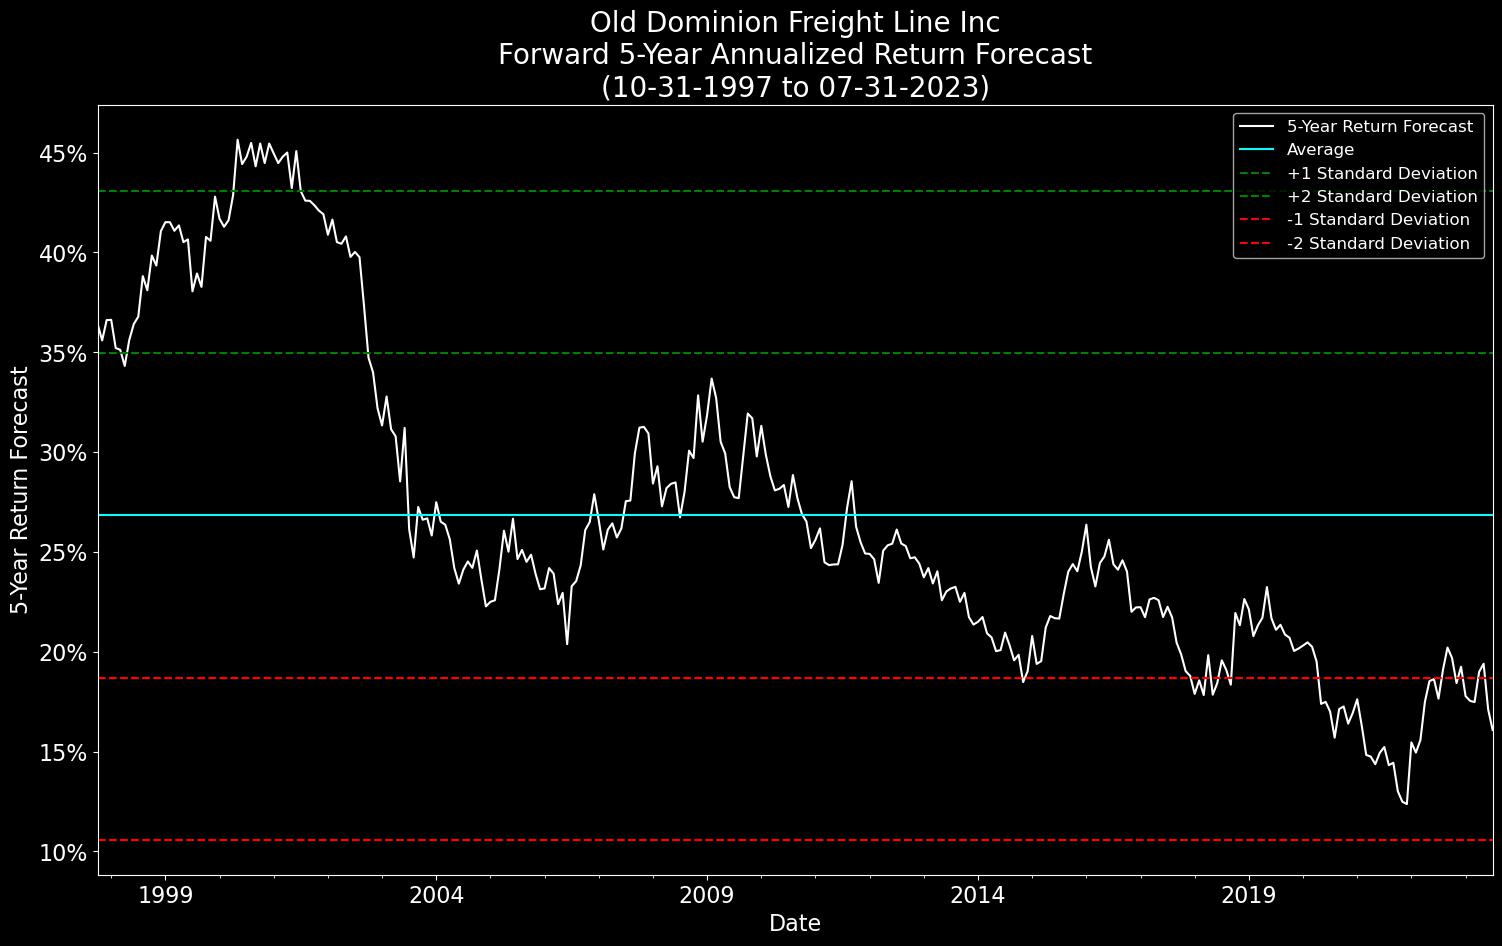 Old Dominion Freight Line Inc
Forward 5-Year Annualized Return Forecast
(10-31-1997 to 07-31-2023)
5-Year Return Forecast
Average
+1 Standard Deviation
+2 Standard Deviation
-1 Standard Deviation
-2 Standard Deviation
5-Year Return Forecast
45%
40%
35%
30%
25%
20%
15%
10%
1999
2004
2009
2014
2019
Date